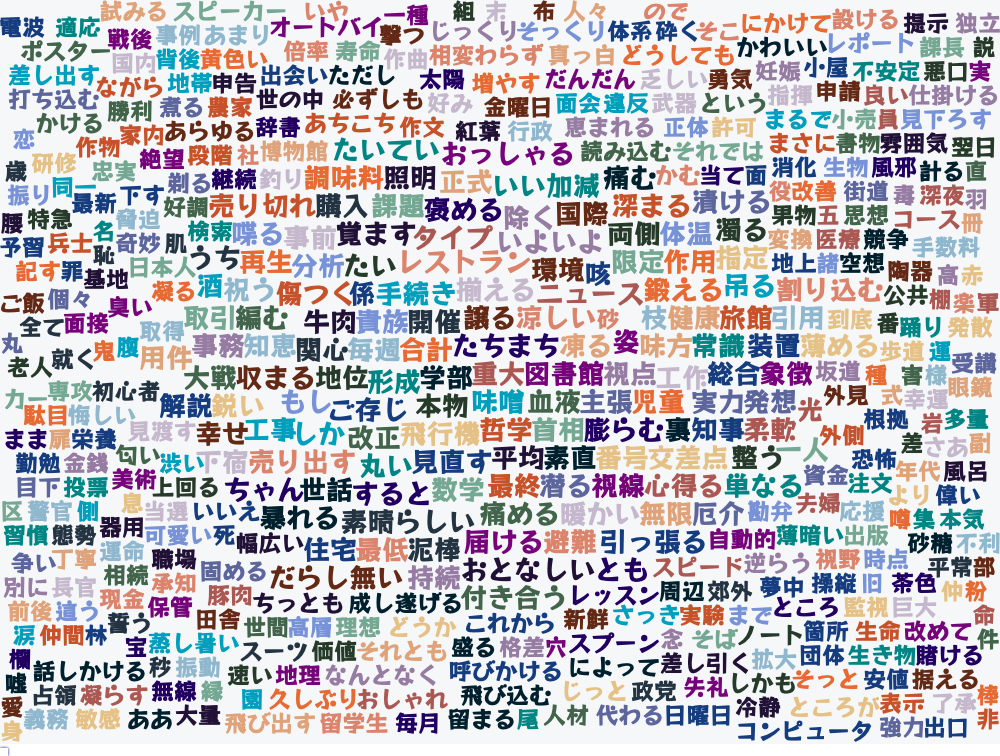 試みる スピーカー いや 組 末 布 人々 ので
電波 適応 戦後 事例 あまり オートバイ 一種 撃つ じっくり そっくり 体系 砕く そこ にかけて 設ける 提示 独立
ポスター 国内 背後 黄色い 倍率 寿命 作曲 相変わらず 真っ白 どうしても かわいい レポート 課長 説
差し出す ながら 地帯 申告 出会い ただし 太陽 増やす だんだん 乏しい 勇気 妊娠 小屋 不安定 悪口 実
打ち込む 勝利 煮る 農家 世の中 必ずしも 好み 金曜日 面会 違反 武器 という 指揮 申請 良い 仕掛ける
かける 作物 家内 あらゆる 辞書 あちこち 作文 紅葉 行政 恵まれる 正体 許可 まるで 小売 員 見下ろす
恋 研修 忠実 絶望 段階 社 博物館 たいてい おっしゃる 読み込む それでは まさに 書物 雰囲気 翌日
歳 振り 同一 最新 下す 剃る 継続 釣り 調味料 照明 正式 いい加減 痛む かむ 当て 面 消化 生物 風邪 計る 直
腰 特急 脅迫 好調 売り切れ 購入 課題 褒める 除く 国際 深まる 漬ける 役 改善 街道 毒 深夜 羽
予習 兵士 名 奇妙 肌 検索 喋る 事前 覚ます タイプ いよいよ 両側 体温 濁る 果物 五 思想 コース 冊
記す 罪 恥 日本人 うち 再生 分析 たい レストラン 環境 咳 限定 作用 指定 変換 医療 競争 手数料
基地 凝る 酒 祝う 傷つく 係 手続き 揃える ニュース 鍛える 吊る 割り込む 地上 諸 空想 陶器 高 赤
ご飯 個々 臭い 取引 編む 牛肉 貴族 開催 譲る 涼しい 砂 枝 健康 旅館 引用 到底 公共 棚 楽 軍
丸 全て 面接 取得 事務 知恵 関心 毎週 合計 たちまち 凍る 姿 味方 常識 装置 薄める 番 踊り 発散
老人 就く 鬼 腹 用件 大戦 収まる 地位 形成 学部 重大 図書館 視点 工作 総合 象徴 坂道 種 歩道 運 害 様 受講
カー 専攻 初心者 解説 鋭い もし ご存じ 本物 味噌 血液 主張 児童 実力 発想 光 外見 式 幸運 眼鏡
駄目 悔しい 見渡す 幸せ 工事 しか 改正 飛行機 哲学 首相 膨らむ 裏 知事 柔軟 外側 根拠 岩 多量
まま 扉 栄養 匂い 渋い 下宿 売り出す 丸い 見直す 平均 素直 番号 交差点 整う 一人 恐怖 差 さあ 副
勤勉 金銭 美術 上回る ちゃん 世話 すると 数学 最終 潜る 視線 心得る 単なる 資金 注文 年代 風呂
目下 投票 息 当選 いいえ 暴れる 素晴らしい 痛める 暖かい 無限 厄介 勘弁 夫婦 応援 より 偉い
区 警官 側 器用 可愛い 死 幅広い 住宅 最低 泥棒 届ける 避難 引っ張る 自動的 薄暗い 出版 噂 集 本気
習慣 態勢 運命 職場 固める だらし無い 持続 おとなしい とも スピード 逆らう 視野 時点 砂糖 不利
争い 丁寧 相続 承知 豚肉 ちっとも 成し遂げる 付き合う レッスン 周辺 郊外 夢中 操縦 旧 茶色 平常 部
別に 長官 現金 保管 田舎 世間 高層 理想 どうか これから 新鮮 さっき 実験 まで ところ 監視 巨大 仲 粉
前後 違う 誓う 蒸し暑い スーツ 価値 それとも 盛る 格差 穴 スプーン 念 そば ノート 箇所 生命 改めて 命
涙 仲間 林 宝 秒 振動 速い 地理 なんとなく 呼びかける によって 差し引く 拡大 団体 生き物 賭ける 件
欄 話しかける 無線 縁 園 久しぶり おしゃれ 飛び込む じっと 政党 失礼 しかも そっと 安値 据える
嘘 占領 凝らす ああ 大量 飛び出す 留学生 毎月 留まる 尾 人材 代わる 日曜日 冷静 ところが 表示 了承 棒
愛 義務 敏感 コンピュータ 強力 出口 非
身